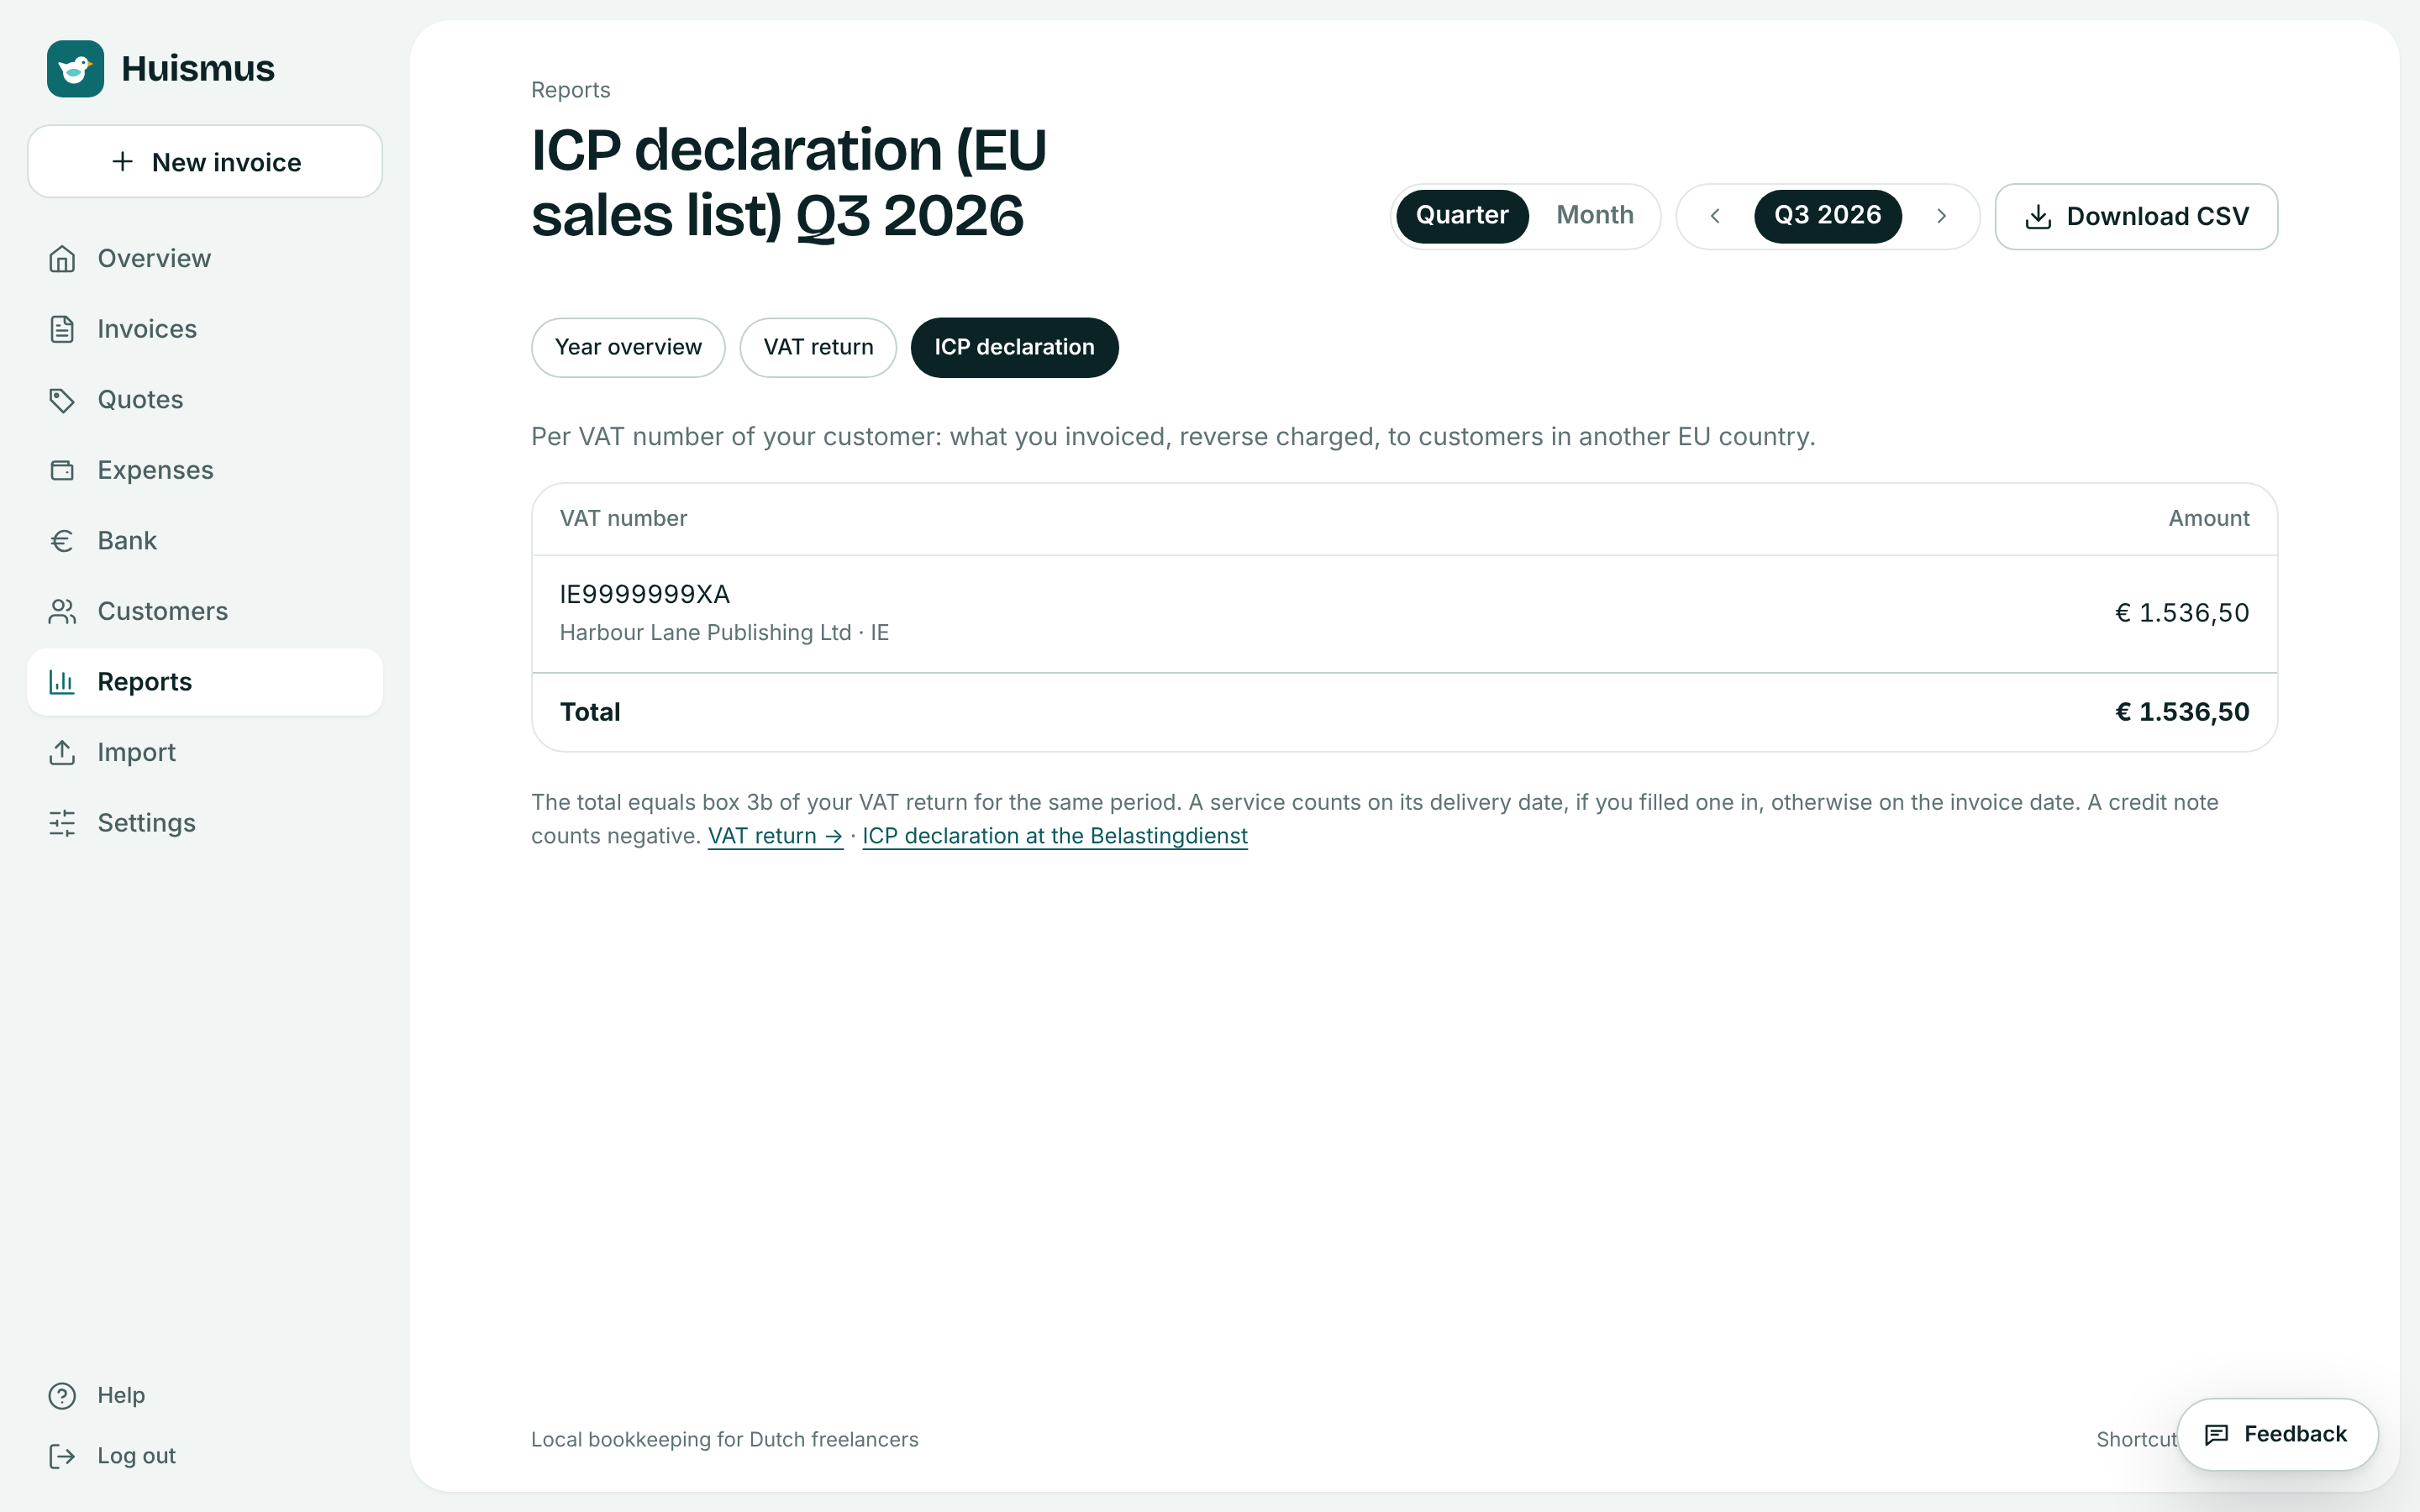 Huismus
New invoice
Overview
Invoices
Quotes
Expenses
Bank
Customers
Reports
Import
Settings
Help
Log out
Reports
ICP declaration (EU
sales list) Q3 2026
Quarter Month
Q3 2026
Download CSV
Year overview
VAT return
ICP declaration
Per VAT number of your customer: what you invoiced, reverse charged, to customers in another EU country.
VAT number Amount
IE9999999XA
Harbour Lane Publishing Ltd · IE
€ 1.536,50
Total € 1.536,50
The total equals box 3b of your VAT return for the same period. A service counts on its delivery date, if you filled one in, otherwise on the invoice date. A credit note
counts negative. VAT return → · ICP declaration at the Belastingdienst
Local bookkeeping for Dutch freelancers
Shortcut
Feedback